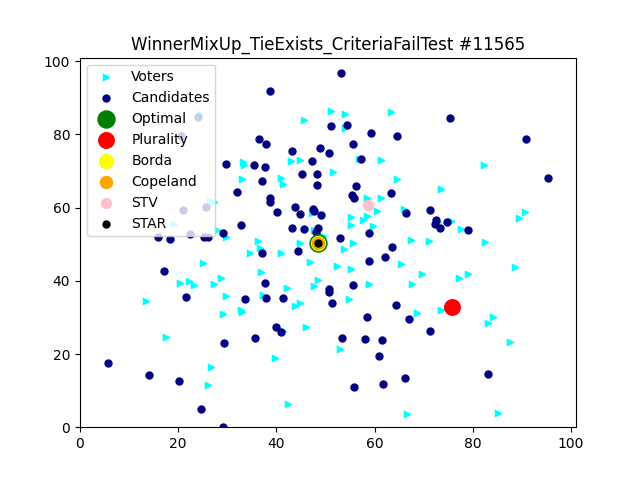 WinnerMixUp_TieExists_CriteriaFailTest #11565
100
80
60
40
20
0
Voters
Candidates
Optimal
Plurality
Borda
Copeland
STV
STAR
0 20 40 60 80 100